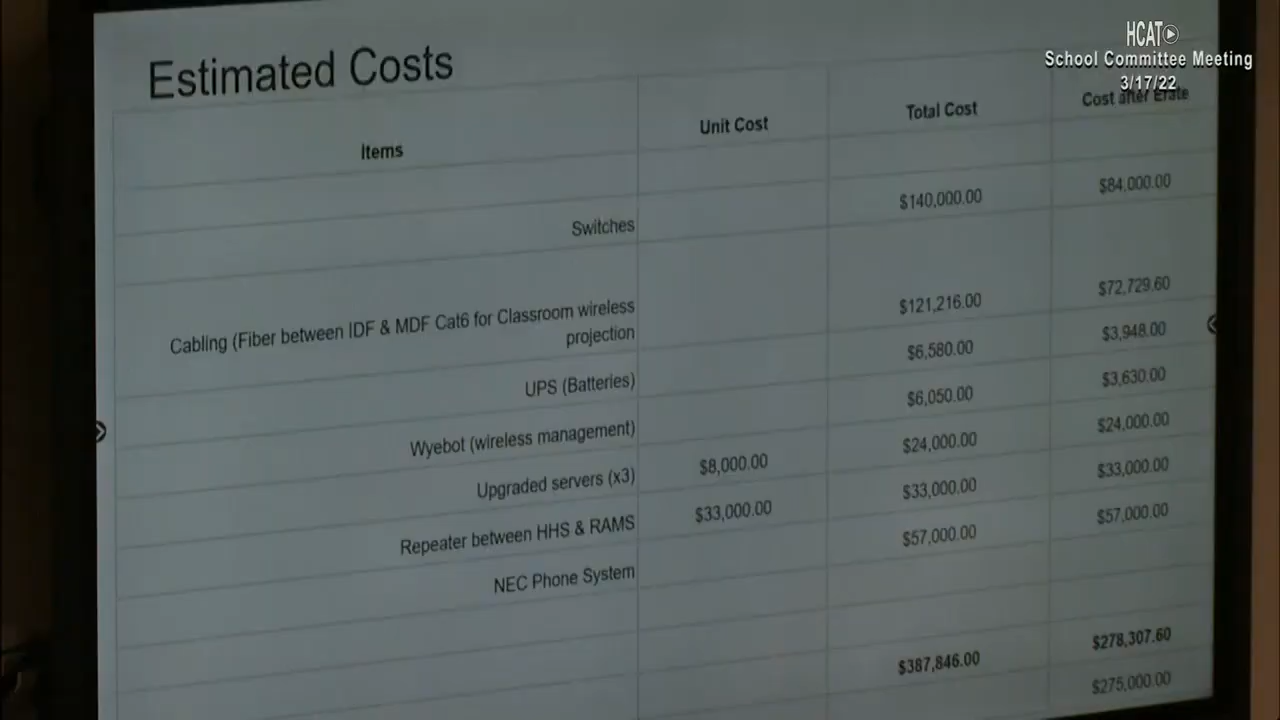 HCAT
School Committee Meeting
3/17/22
Estimated Costs
Items Unit Cost Total Cost Cost after Erate
Switches $140,000.00 $84,000.00
Cabling (Fiber between IDF & MDF Cat6 for Classroom wireless
projection $121,216.00 $72,729.60
UPS (Batteries) $6,580.00 $3,948.00
Wyebot (wireless management) $6,050.00 $3,630.00
Upgraded servers (x3) $8,000.00 $24,000.00 $24,000.00
Repeater between HHS & RAMS $33,000.00 $33,000.00 $33,000.00
NEC Phone System $57,000.00 $57,000.00
$387,846.00 $278,307.60
$275,000.00